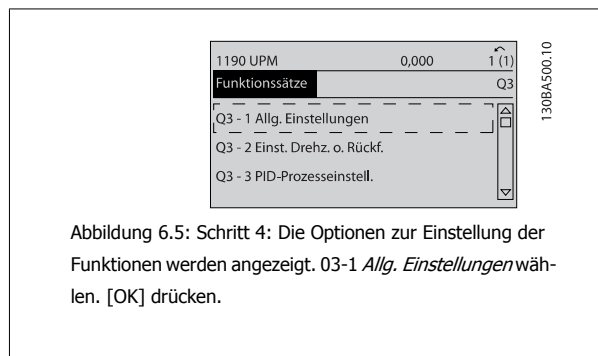 1190 UPM 0,000 1 (1)
Funktionssätze Q3
Q3 - 1 Allg. Einstellungen
Q3 - 2 Einst. Drehz. o. Rückf.
Q3 - 3 PID-Prozesseinstell.
130BA500.10
Abbildung 6.5: Schritt 4: Die Optionen zur Einstellung der
Funktionen werden angezeigt. 03-1 Allg. Einstellungen wäh-
len. [OK] drücken.